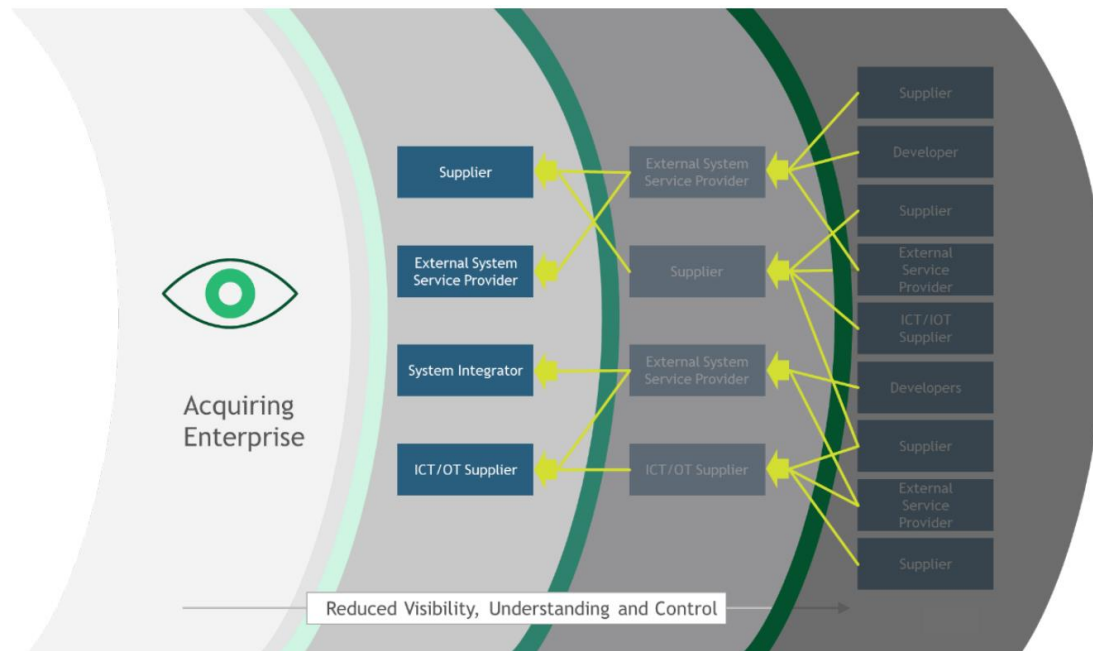 Acquiring
Enterprise
Supplier
External System
Service Provider
System Integrator
ICT/OT Supplier
External System
Service Provider
Supplier
External System
Service Provider
ICT/OT Supplier
Supplier
Developer
Supplier
External
Service
Provider
ICT/IOT
Supplier
Developers
Supplier
External
Service
Provider
Supplier
Reduced Visibility, Understanding and Control